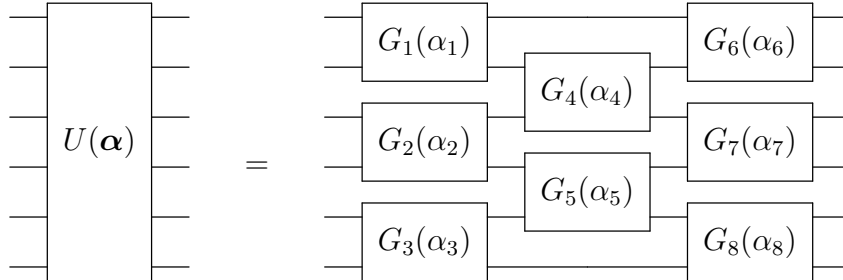 G₁(α₁) G₆(α₆)
G₄(α₄)
U(𝜶) = G₂(α₂) G₇(α₇)
G₅(α₅)
G₃(α₃) G₈(α₈)